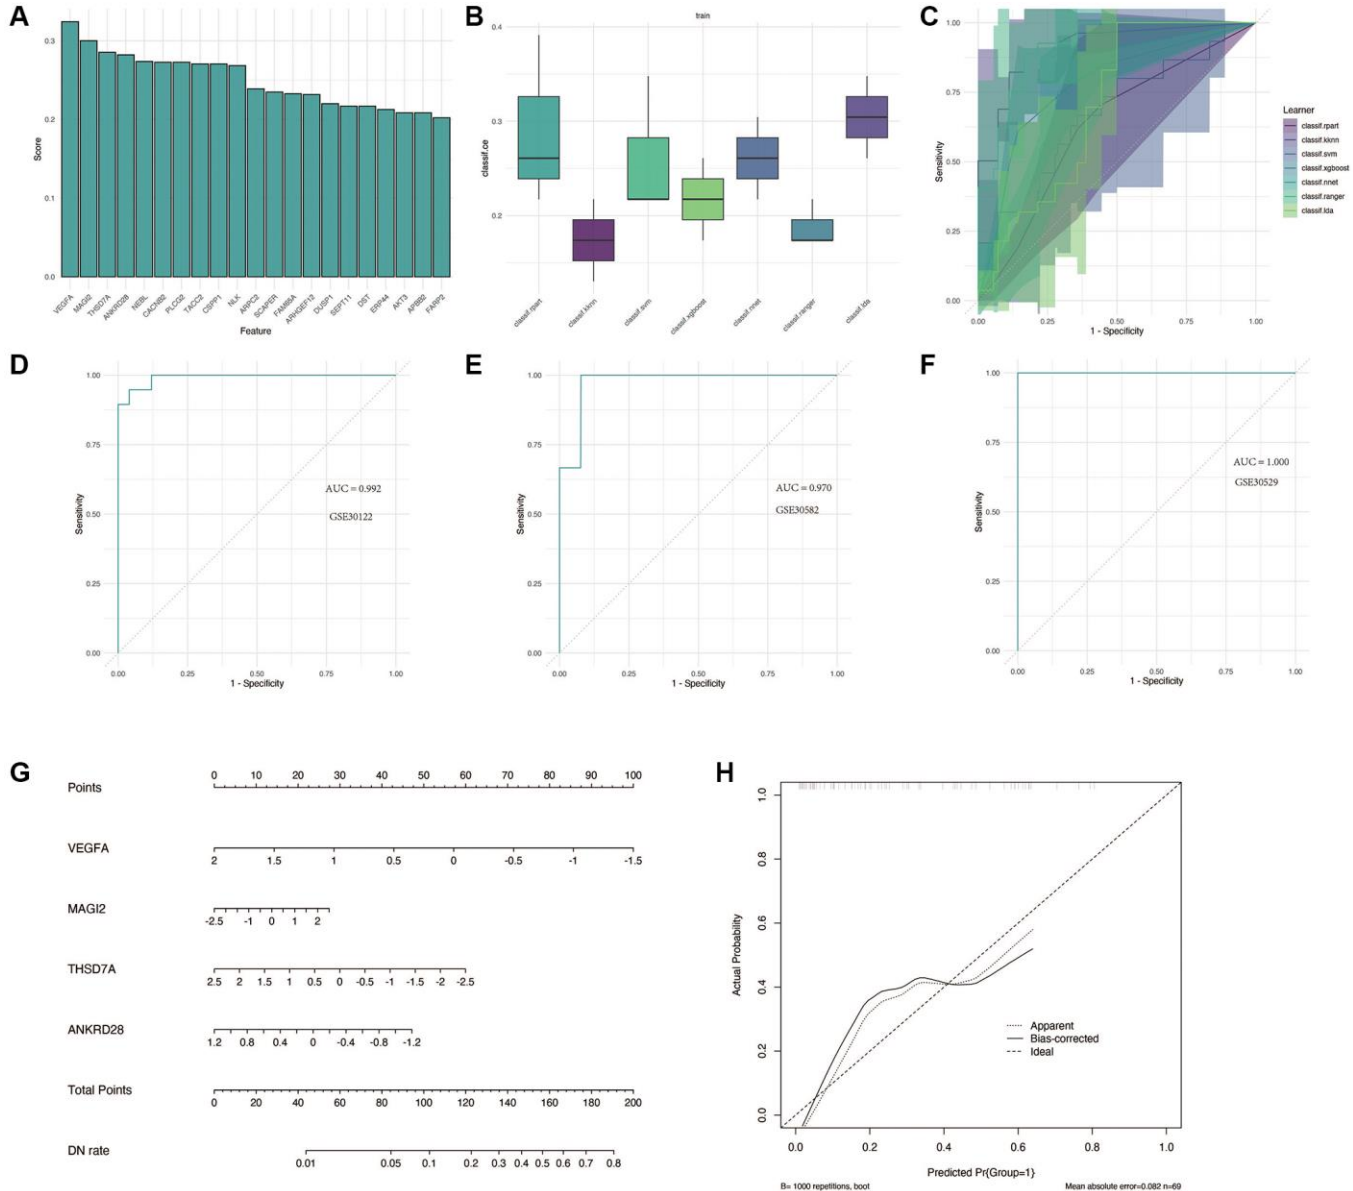 A
Score
0.3
0.2
0.1
0.0
VEGFA
MAGI2
THSD7A
ANKRD28
NEBL
CACNB2
PLCG2
TACC2
CSPP1
NLK
ARPC2
SCAPER
ARHGEF12
DUSP1
SEPT11
DST
ERP44
AKT3
APBB2
FARP2
Feature
B
train
classif.ce
0.4
0.3
0.2
classif.rpart
classif.kknn
classif.svm
classif.xgboost
classif.nnet
classif.ranger
classif.lda
C
Sensitivity
1.00
0.75
0.50
0.25
0.00
0.00 0.25 0.50 0.75 1.00
1 - Specificity
Learner
classif.rpart
classif.kknn
classif.svm
classif.xgboost
classif.nnet
classif.ranger
classif.lda
D
Sensitivity
1.00
0.75
0.50
0.25
0.00
AUC = 0.992
GSE30122
0.00 0.25 0.50 0.75 1.00
1 - Specificity
E
Sensitivity
1.00
0.75
0.50
0.25
0.00
AUC = 0.970
GSE30582
0.00 0.25 0.50 0.75 1.00
1 - Specificity
F
Sensitivity
1.00
0.75
0.50
0.25
0.00
AUC = 1.000
GSE30529
0.00 0.25 0.50 0.75 1.00
1 - Specificity
G
Points
0 10 20 30 40 50 60 70 80 90 100
VEGFA
2 1.5 1 0.5 0 -0.5 -1 -1.5
MAGI2
-2.5 -1 0 1 2
THSD7A
2.5 2 1.5 1 0.5 0 -0.5 -1 -1.5 -2 -2.5
ANKRD28
1.2 0.8 0.4 0 -0.4 -0.8 -1.2
Total Points
0 20 40 60 80 100 120 140 160 180 200
DN rate
0.01 0.05 0.1 0.2 0.3 0.4 0.5 0.6 0.7 0.8
H
Actual Probability
1.0
0.8
0.6
0.4
0.2
0.0
Apparent
Bias-corrected
Ideal
0.0 0.2 0.4 0.6 0.8 1.0
Predicted Pr{Group=1}
B= 1000 repetitions, boot
Mean absolute error=0.082 n=69